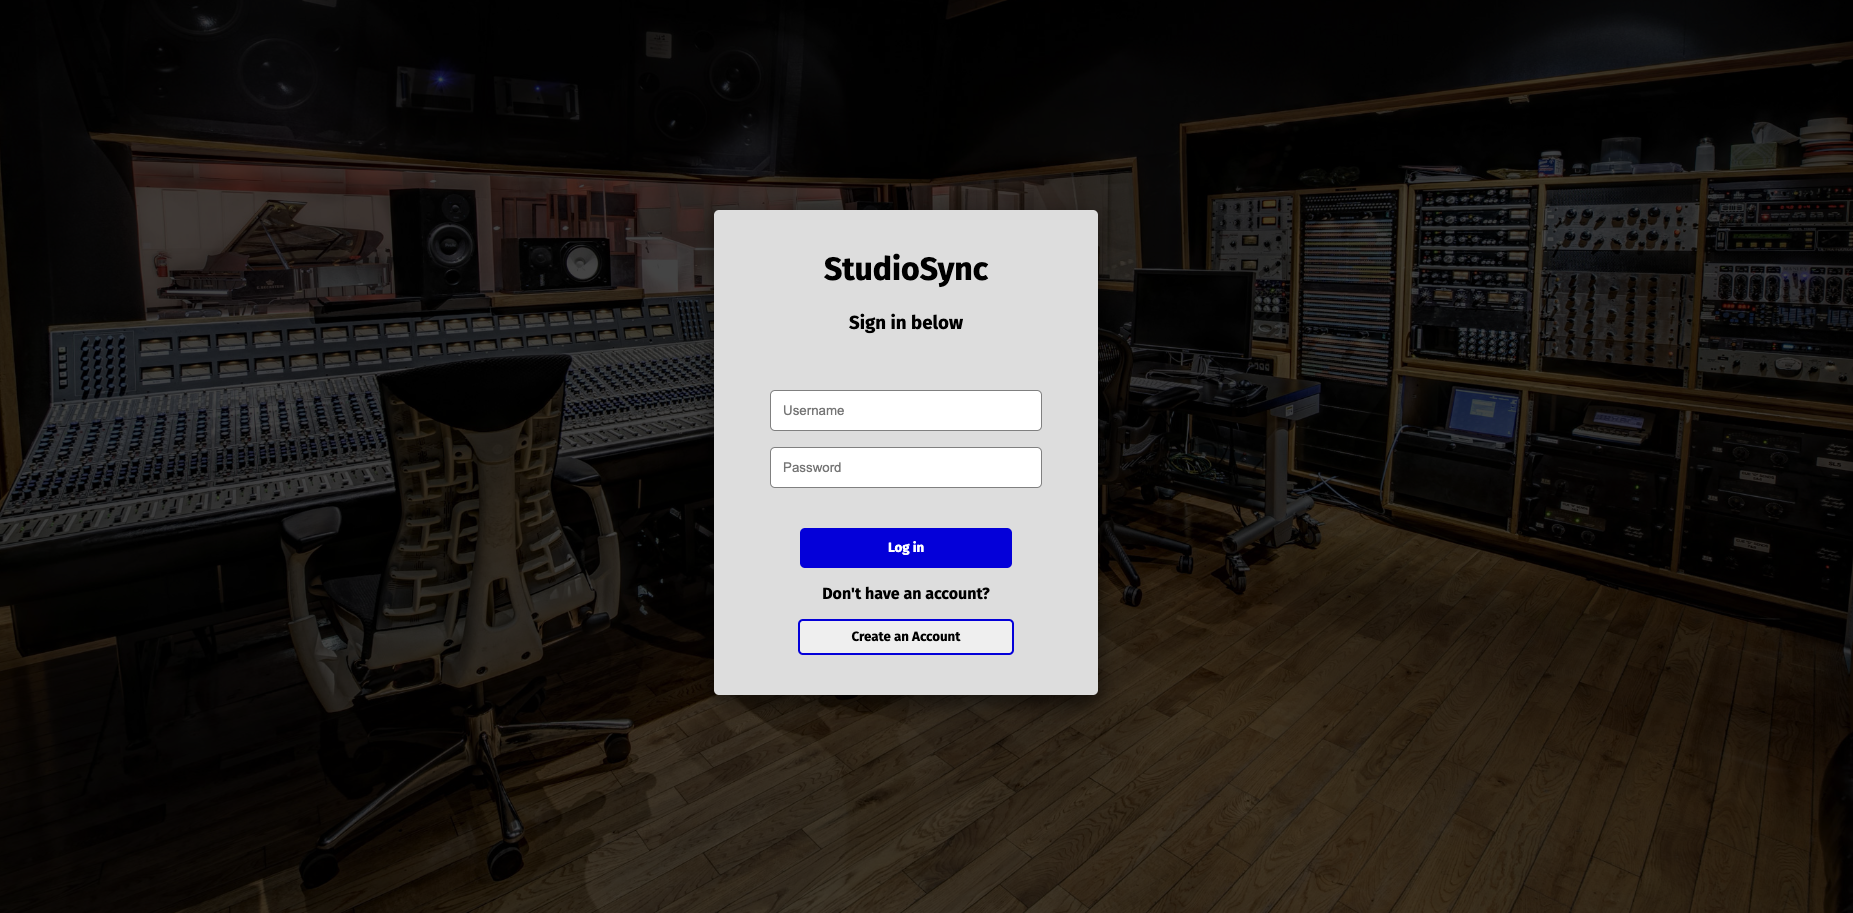 StudioSync
Sign in below
Username
Password
Log in
Don't have an account?
Create an Account